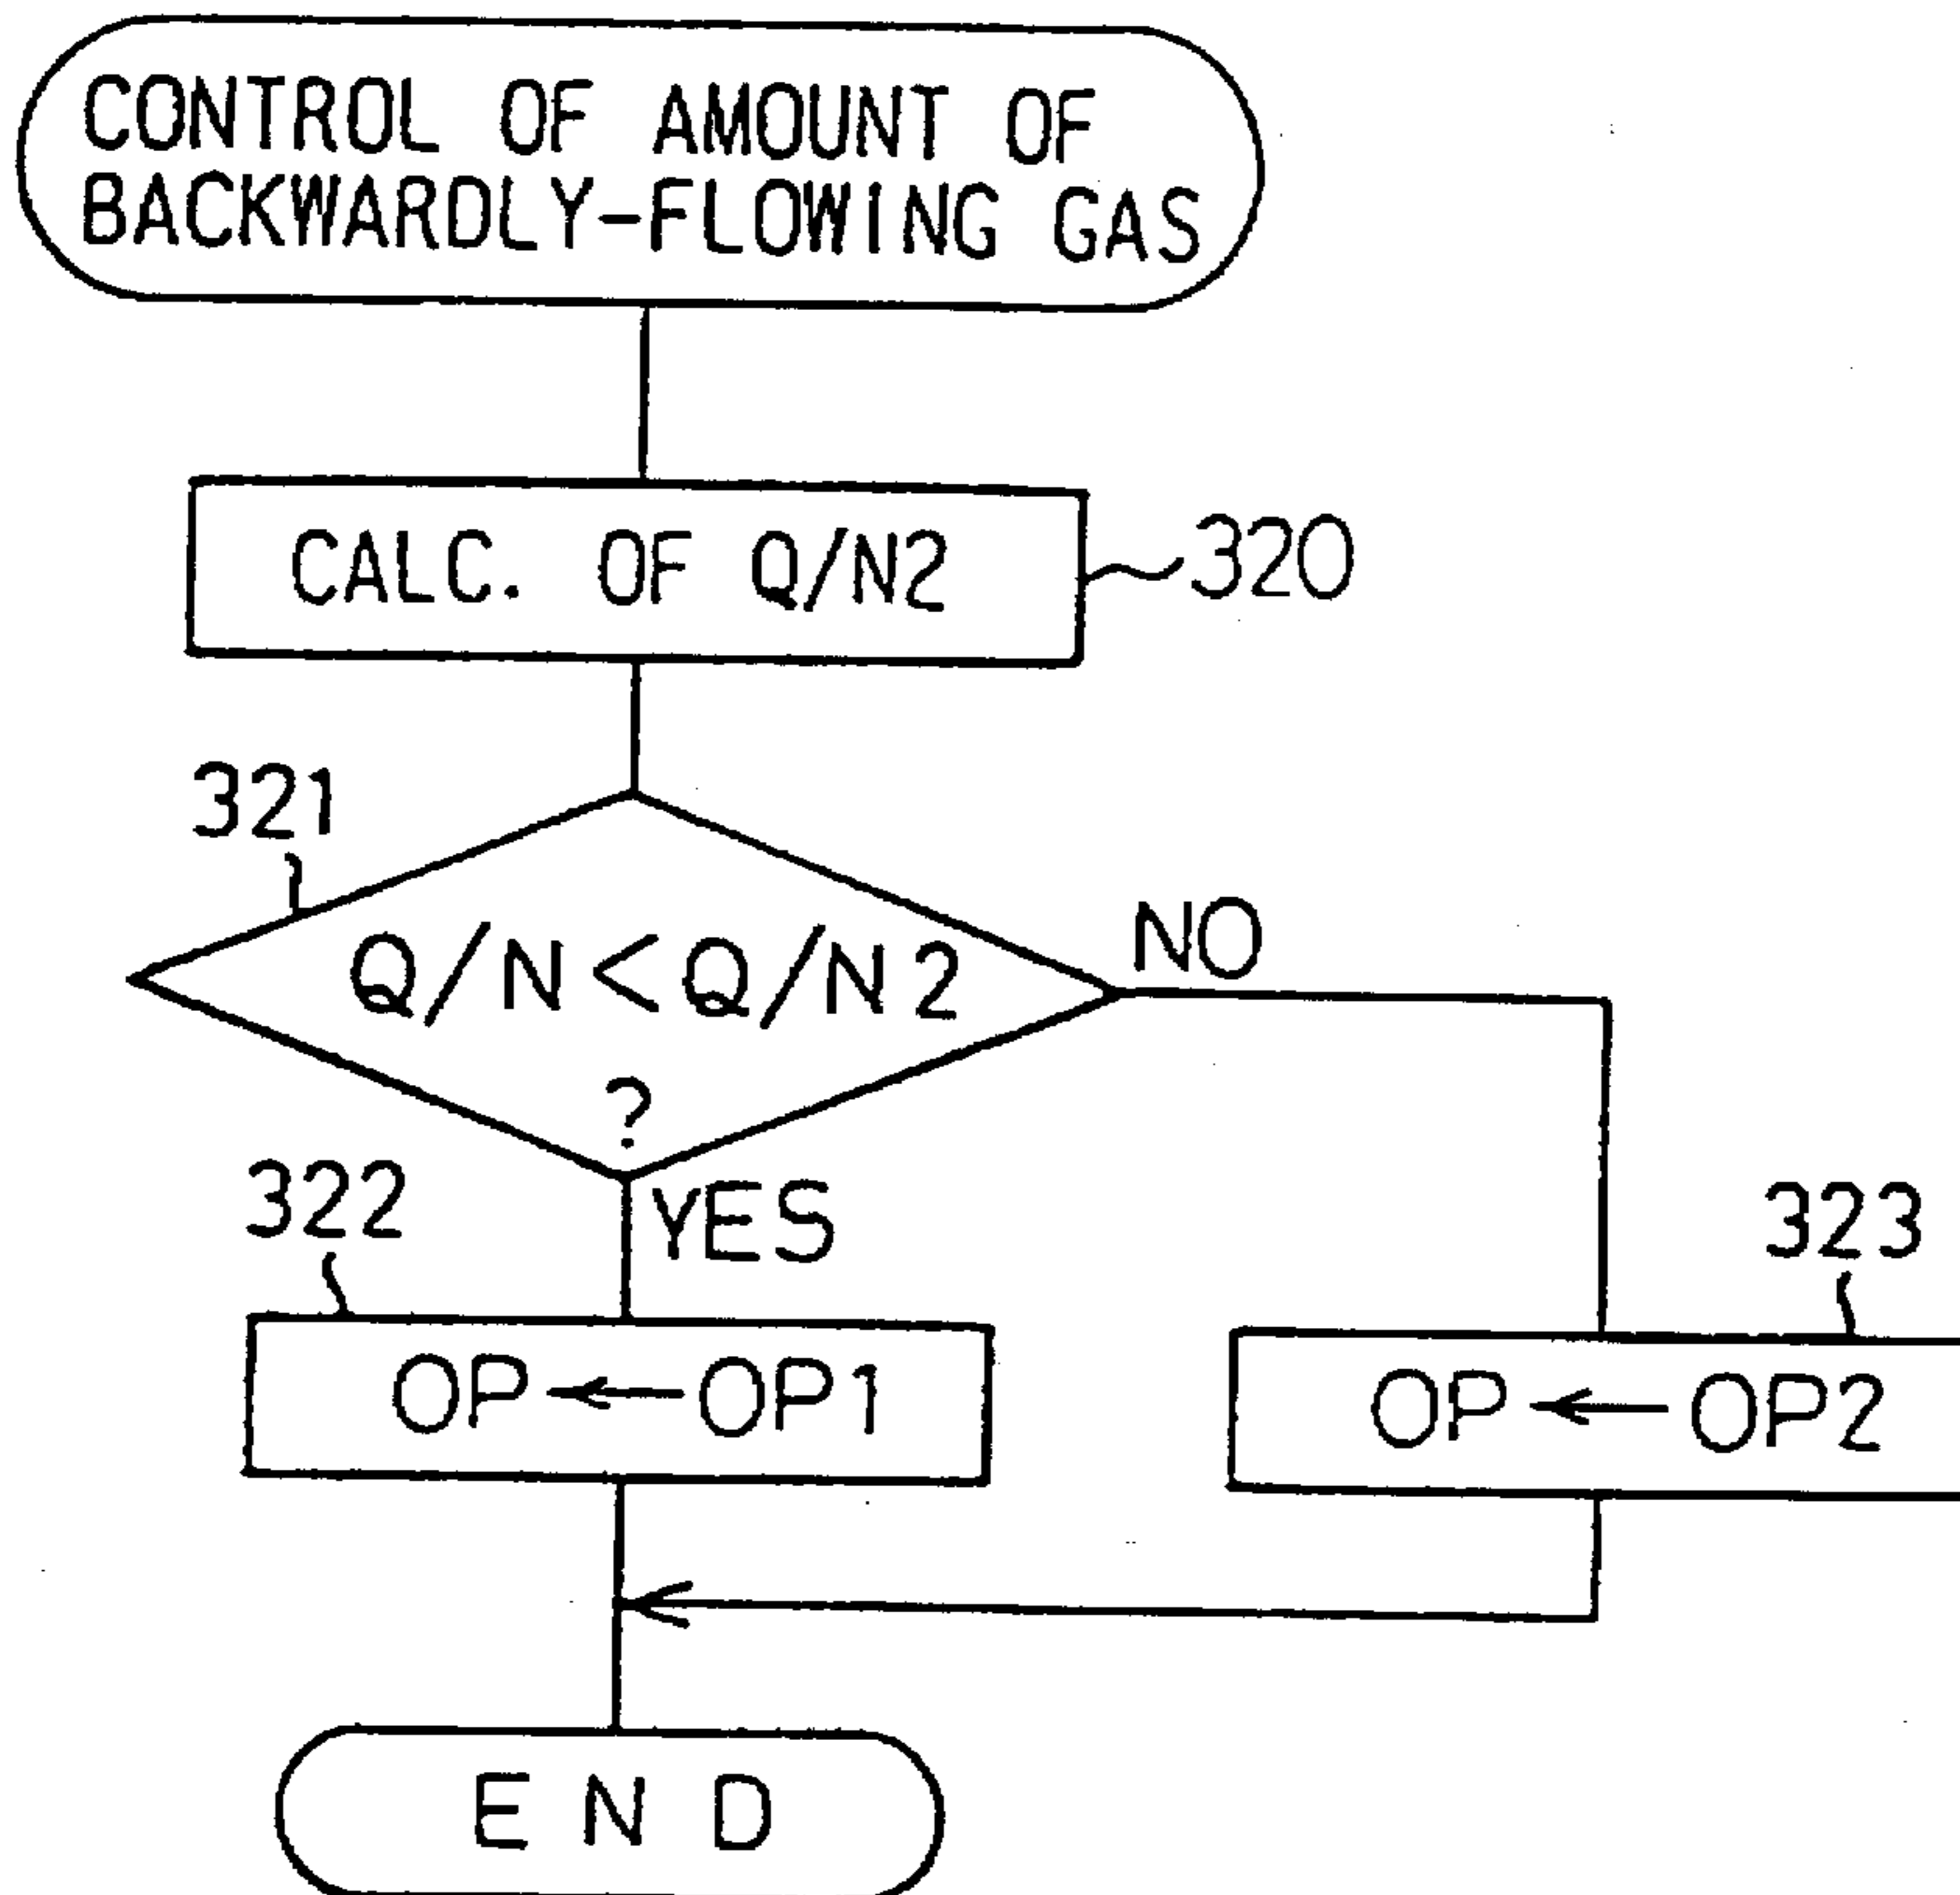 CONTROL OF AMOUNT OF
BACKWARDLY-FLOWING GAS
CALC. OF Q/N2
320
321
Q/N<Q/N2
?
NO
YES
322
OP←OP1
323
OP←OP2
END